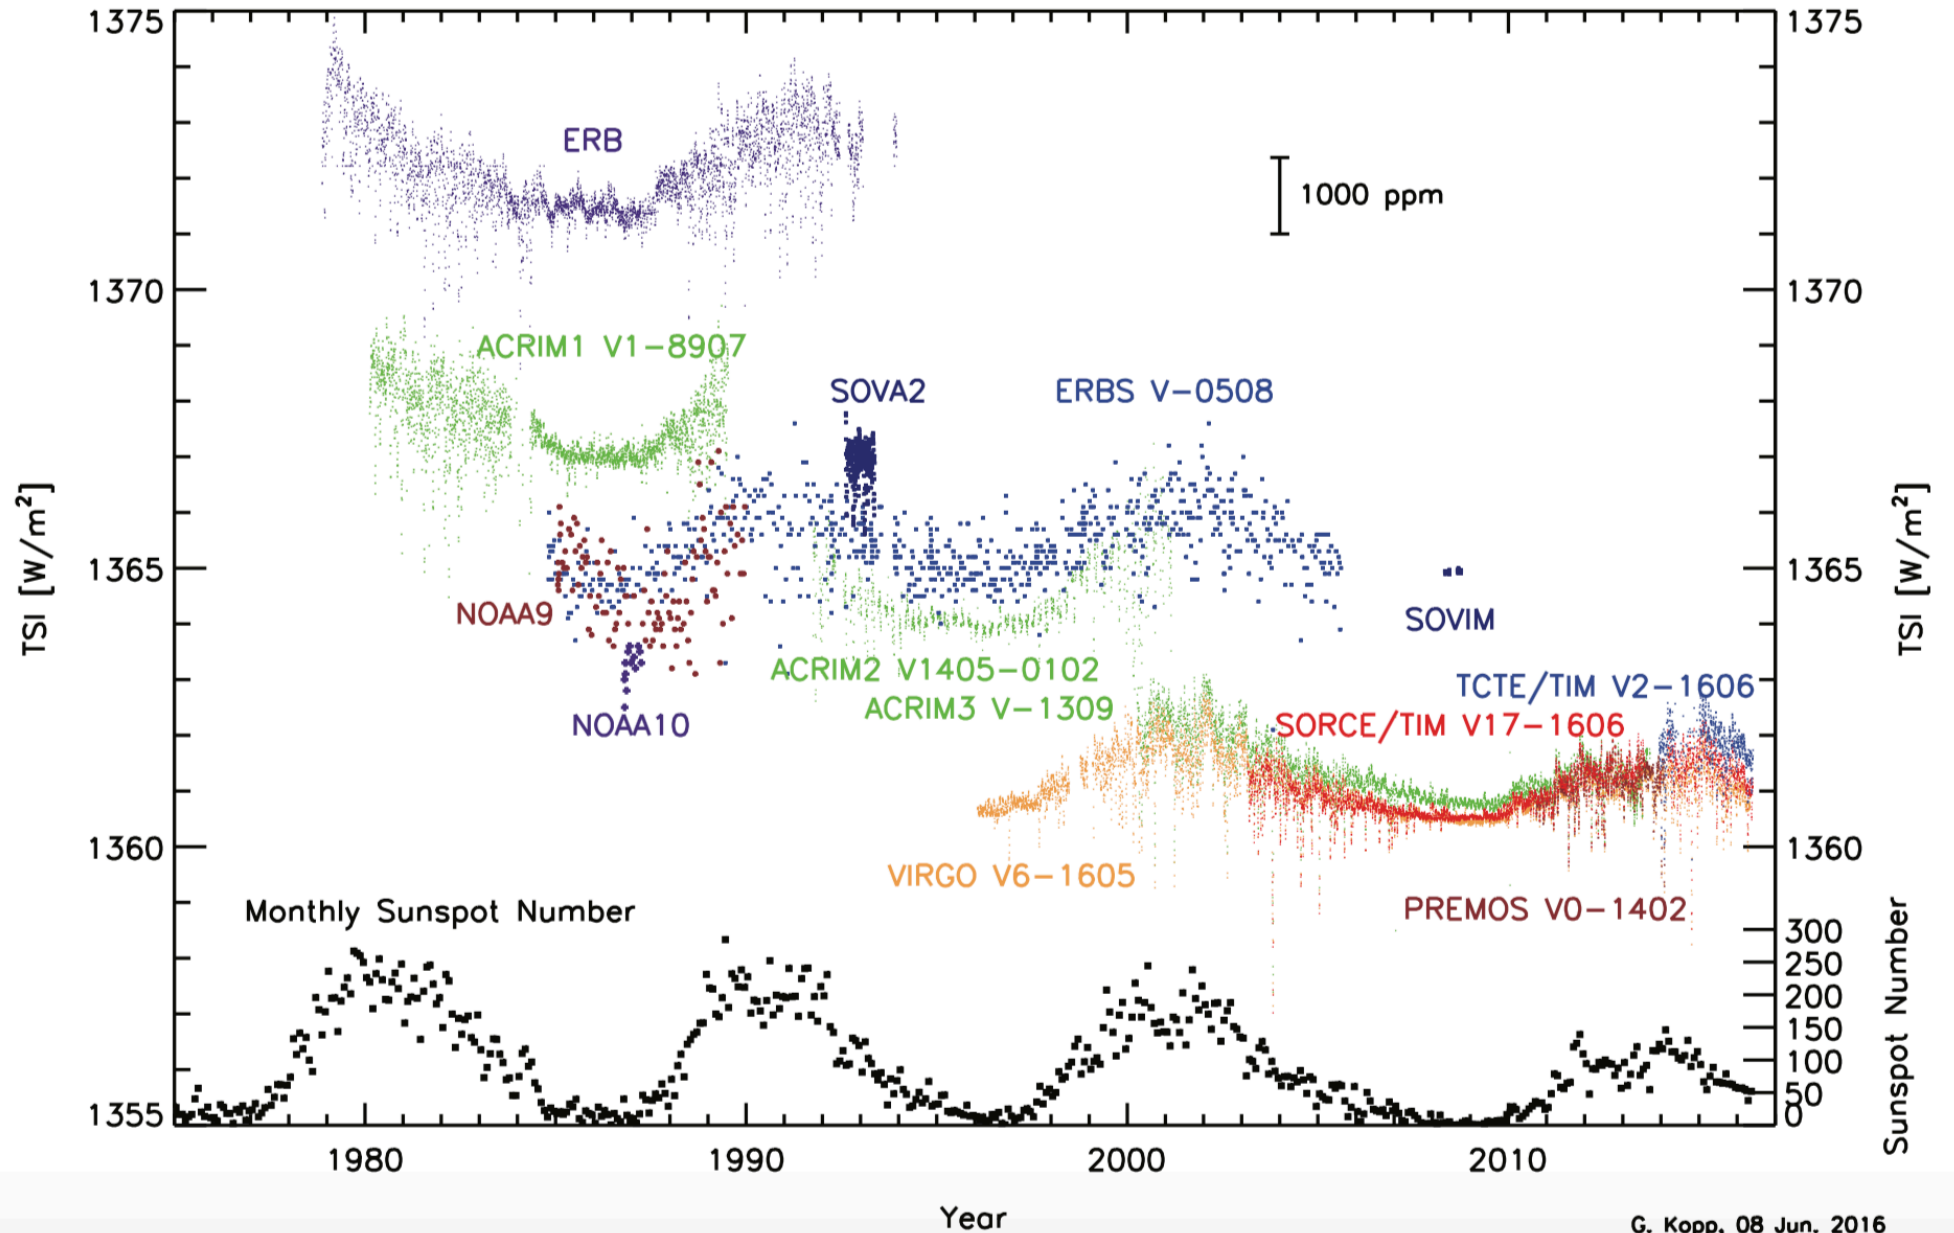 1375
1375
ERB
1000 ppm
1370
1370
ACRIM1 V1-8907
SOVA2
ERBS V-0508
TSI [W/m²]
TSI [W/m²]
1365
1365
NOAA9
SOVIM
ACRIM2 V1405-0102
TCTE/TIM V2-1606
ACRIM3 V-1309
NOAA10
SORCE/TIM V17-1606
1360
1360
VIRGO V6-1605
Monthly Sunspot Number
PREMOS V0-1402
300
250
200
150
100
50
0
Sunspot Number
1355
1980
1990
2000
2010
Year
G. Kopp, 08 Jun. 2016